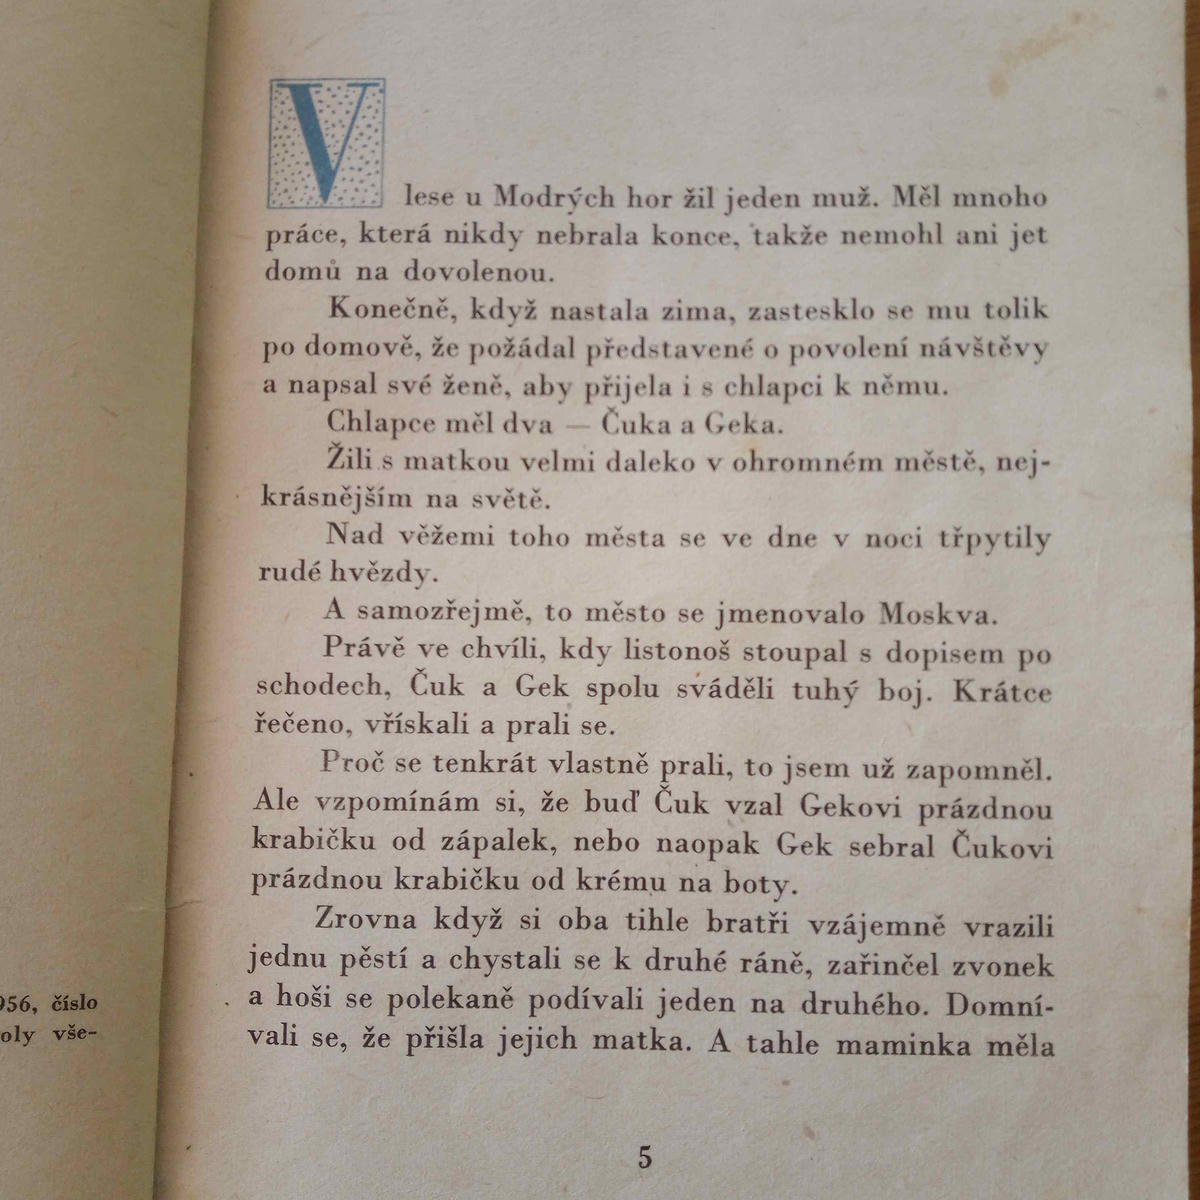 V lese u Modrých hor žil jeden muž. Měl mnoho
práce, která nikdy nebrala konce, takže nemohl ani jet
domů na dovolenou.
Konečně, když nastala zima, zastesklo se mu tolik
po domově, že požádal představené o povolení návštěvy
a napsal své ženě, aby přijela i s chlapci k němu.
Chlapce měl dva — Čuka a Geka.
Žili s matkou velmi daleko v ohromném městě, nej-
krásnějším na světě.
Nad věžemi toho města se ve dne v noci třpytily
rudé hvězdy.
A samozřejmě, to město se jmenovalo Moskva.
Právě ve chvíli, kdy listonoš stoupal s dopisem po
schodech, Čuk a Gek spolu sváděli tuhý boj. Krátce
řečeno, vřískali a prali se.
Proč se tenkrát vlastně prali, to jsem už zapomněl.
Ale vzpomínám si, že buď Čuk vzal Gekovi prázdnou
krabičku od zápalek, nebo naopak Gek sebral Čukovi
prázdnou krabičku od krému na boty.
Zrovna když si oba tihle bratři vzájemně vrazili
jednu pěstí a chystali se k druhé ráně, zařinčel zvonek
a hoši se polekaně podívali jeden na druhého. Domní-
vali se, že přišla jejich matka. A tahle maminka měla
5
956, číslo
oly vše-